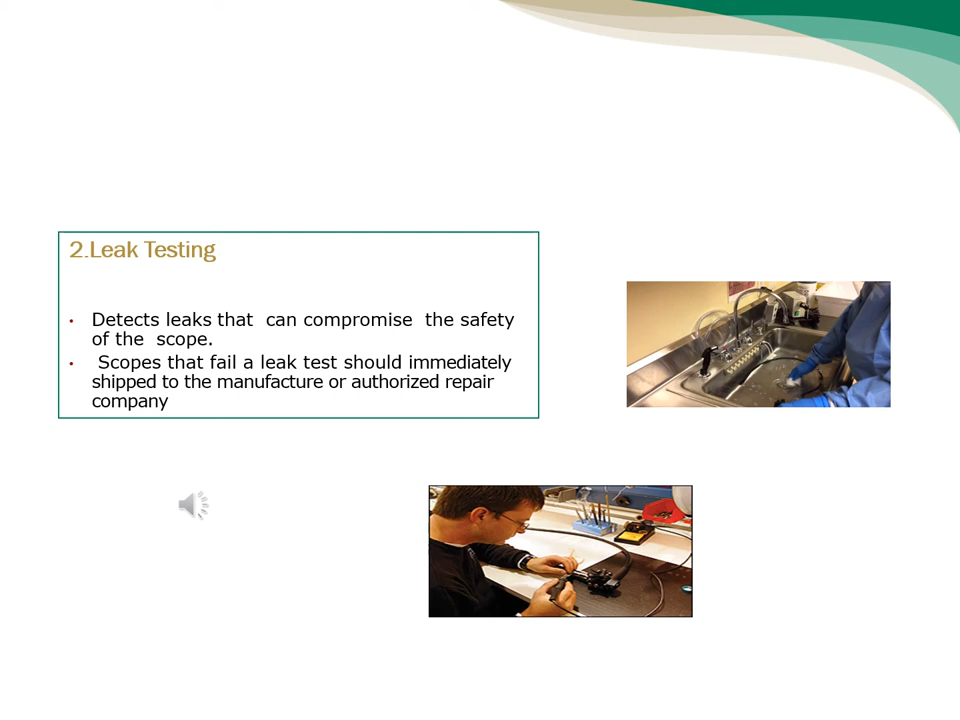 2.Leak Testing
• Detects leaks that can compromise the safety
of the scope.
• Scopes that fail a leak test should immediately
shipped to the manufacture or authorized repair
company